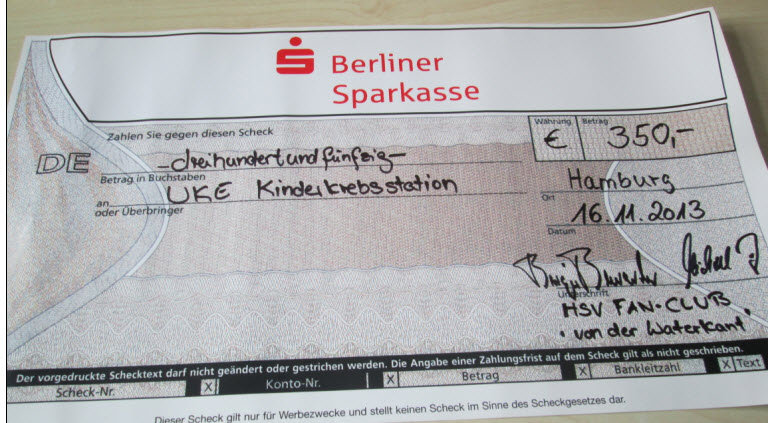 Berliner
Sparkasse
Zahlen Sie gegen diesen Scheck
Währung
Betrag
€ 350,-
DE
-dreihundertundfünfzig-
Betrag in Buchstaben
UKE Kinderkrebsstation
an
oder Überbringer
Hamburg
Ort
16.11.2013
Datum
Unterschrift
HSV FAN-CLUB
• von der Waterkant •
Der vorgedruckte Schecktext darf nicht geändert oder gestrichen werden. Die Angabe einer Zahlungsfrist auf dem Scheck gilt als nicht geschrieben.
Scheck-Nr. X Konto-Nr. X Betrag X Bankleitzahl X Text
Dieser Scheck gilt nur für Werbezwecke und stellt keinen Scheck im Sinne des Scheckgesetzes dar.